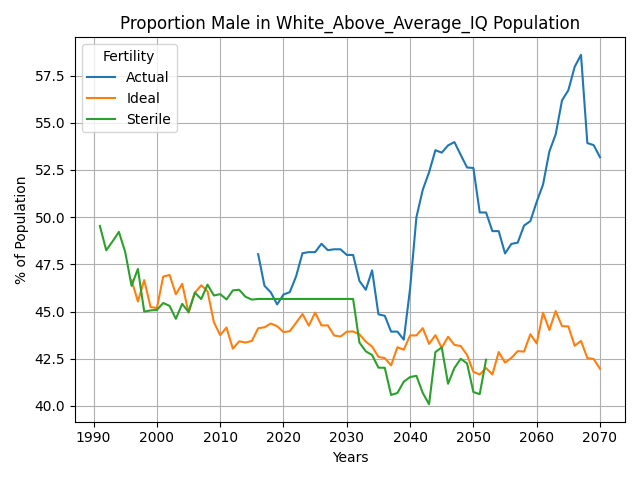 Proportion Male in White_Above_Average_IQ Population
Fertility
Actual
Ideal
Sterile
% of Population
57.5
55.0
52.5
50.0
47.5
45.0
42.5
40.0
1990 2000 2010 2020 2030 2040 2050 2060 2070
Years